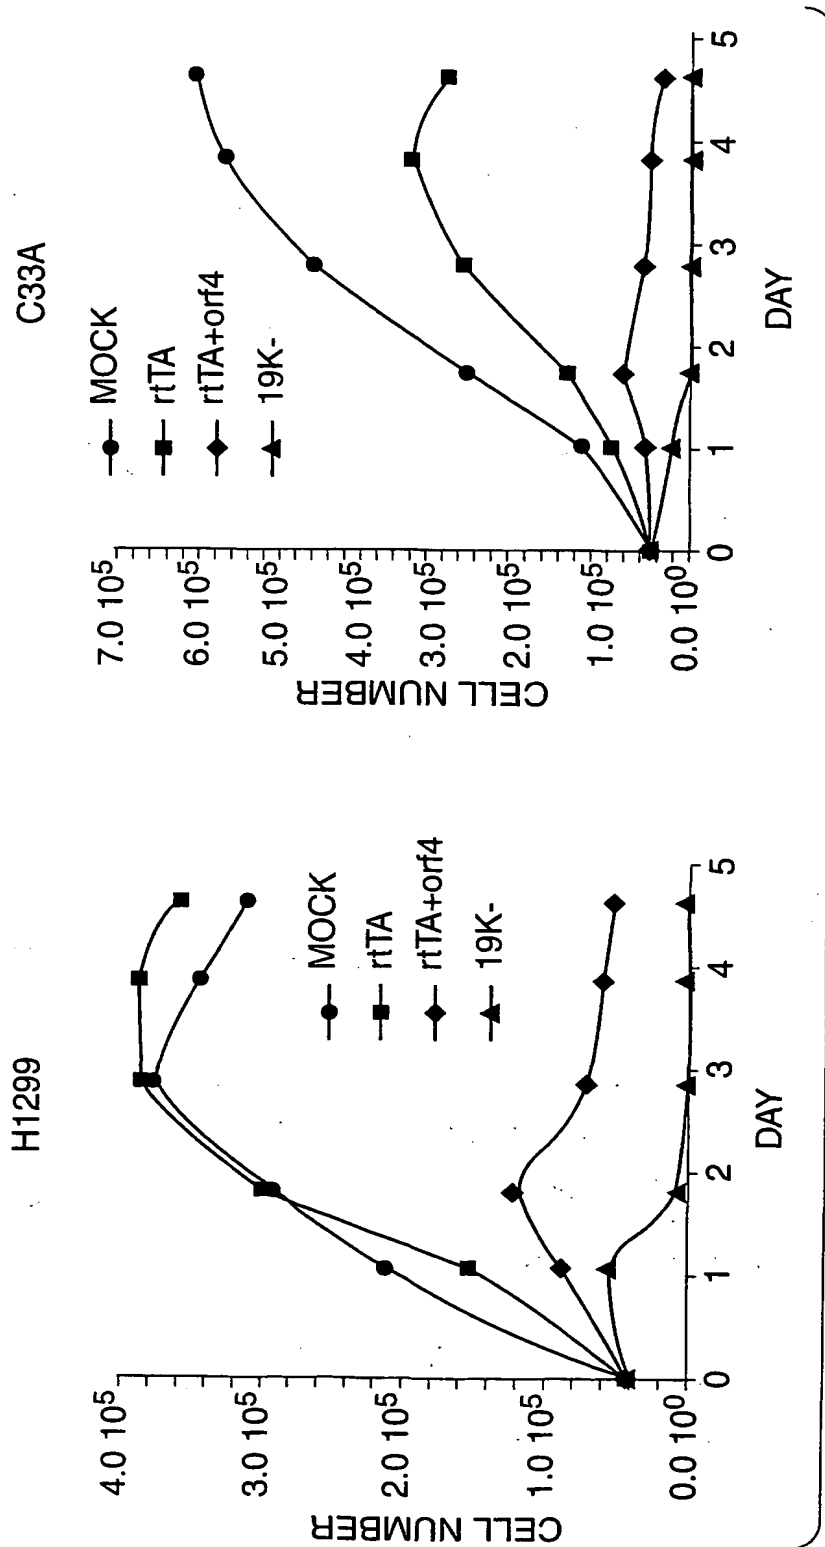 H1299
CELL NUMBER
4.0 10⁵
3.0 10⁵
2.0 10⁵
1.0 10⁵
0.0 10⁰
MOCK
rtTA
rtTA+orf4
19K-
0 1 2 3 4 5
DAY
C33A
CELL NUMBER
7.0 10⁵
6.0 10⁵
5.0 10⁵
4.0 10⁵
3.0 10⁵
2.0 10⁵
1.0 10⁵
0.0 10⁰
MOCK
rtTA
rtTA+orf4
19K-
0 1 2 3 4 5
DAY